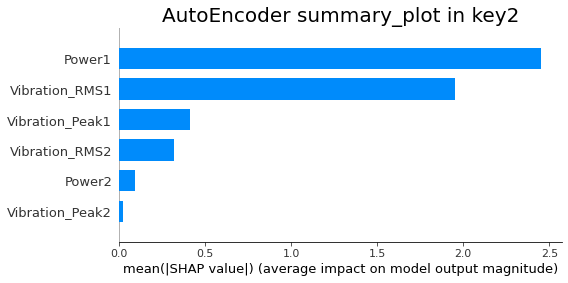 AutoEncoder summary_plot in key2
Power1
Vibration_RMS1
Vibration_Peak1
Vibration_RMS2
Power2
Vibration_Peak2
0.0 0.5 1.0 1.5 2.0 2.5
mean(|SHAP value|) (average impact on model output magnitude)